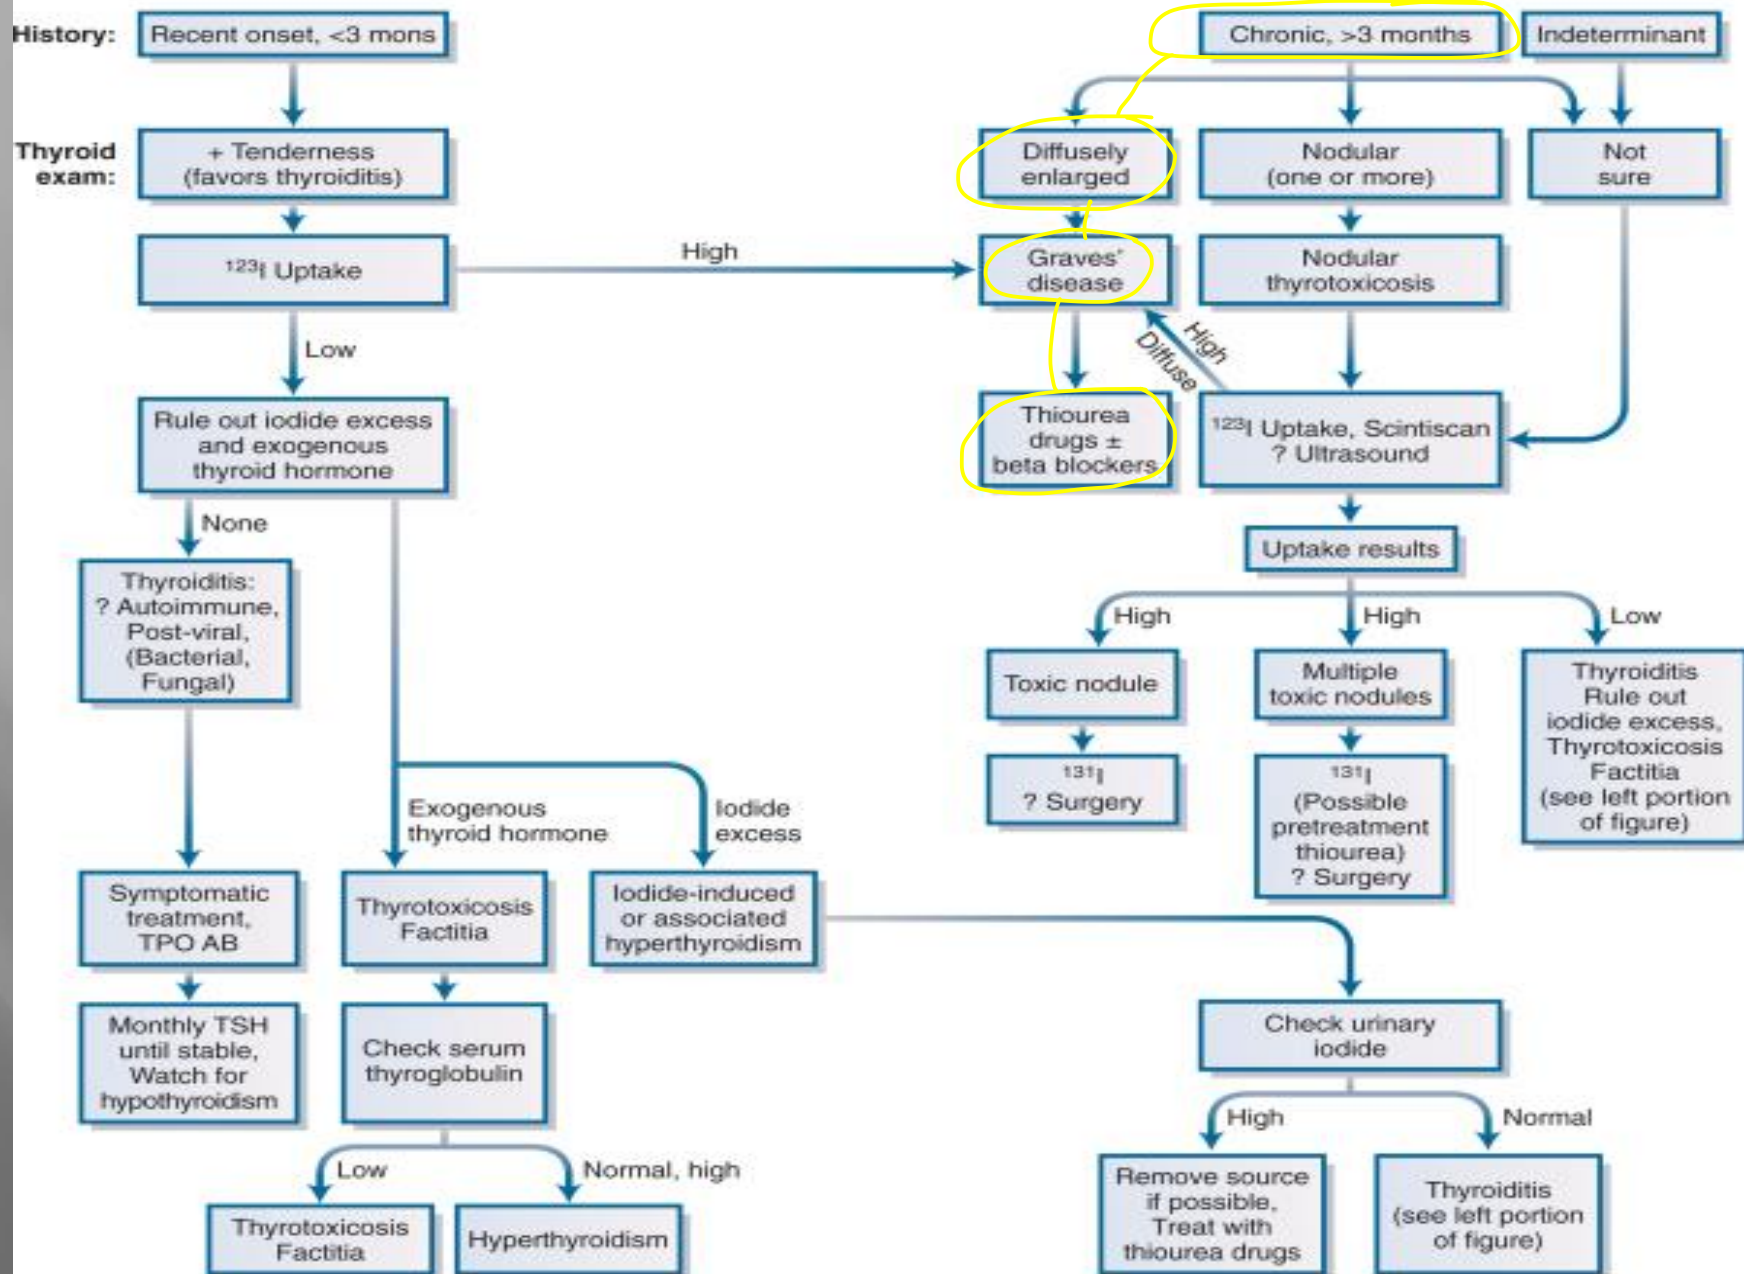 History:
Recent onset, <3 mons
Chronic, >3 months
Indeterminant
Thyroid
exam:
+ Tenderness
(favors thyroiditis)
Diffusely
enlarged
Nodular
(one or more)
Not
sure
123I Uptake
High
Graves'
disease
Nodular
thyrotoxicosis
Low
High
Diffuse
Rule out iodide excess
and exogenous
thyroid hormone
Thiourea
drugs ±
beta blockers
123I Uptake, Scintiscan
? Ultrasound
None
Uptake results
Thyroiditis:
? Autoimmune,
Post-viral,
(Bacterial,
Fungal)
High
High
Low
Toxic nodule
Multiple
toxic nodules
Thyroiditis
Rule out
iodide excess,
Thyrotoxicosis
Factitia
(see left portion
of figure)
131I
? Surgery
131I
(Possible
pretreatment
thiourea)
? Surgery
Exogenous
thyroid hormone
Iodide
excess
Symptomatic
treatment,
TPO AB
Thyrotoxicosis
Factitia
Iodide-induced
or associated
hyperthyroidism
Monthly TSH
until stable,
Watch for
hypothyroidism
Check serum
thyroglobulin
Check urinary
iodide
Low
Normal, high
High
Normal
Thyrotoxicosis
Factitia
Hyperthyroidism
Remove source
if possible,
Treat with
thiourea drugs
Thyroiditis
(see left portion
of figure)